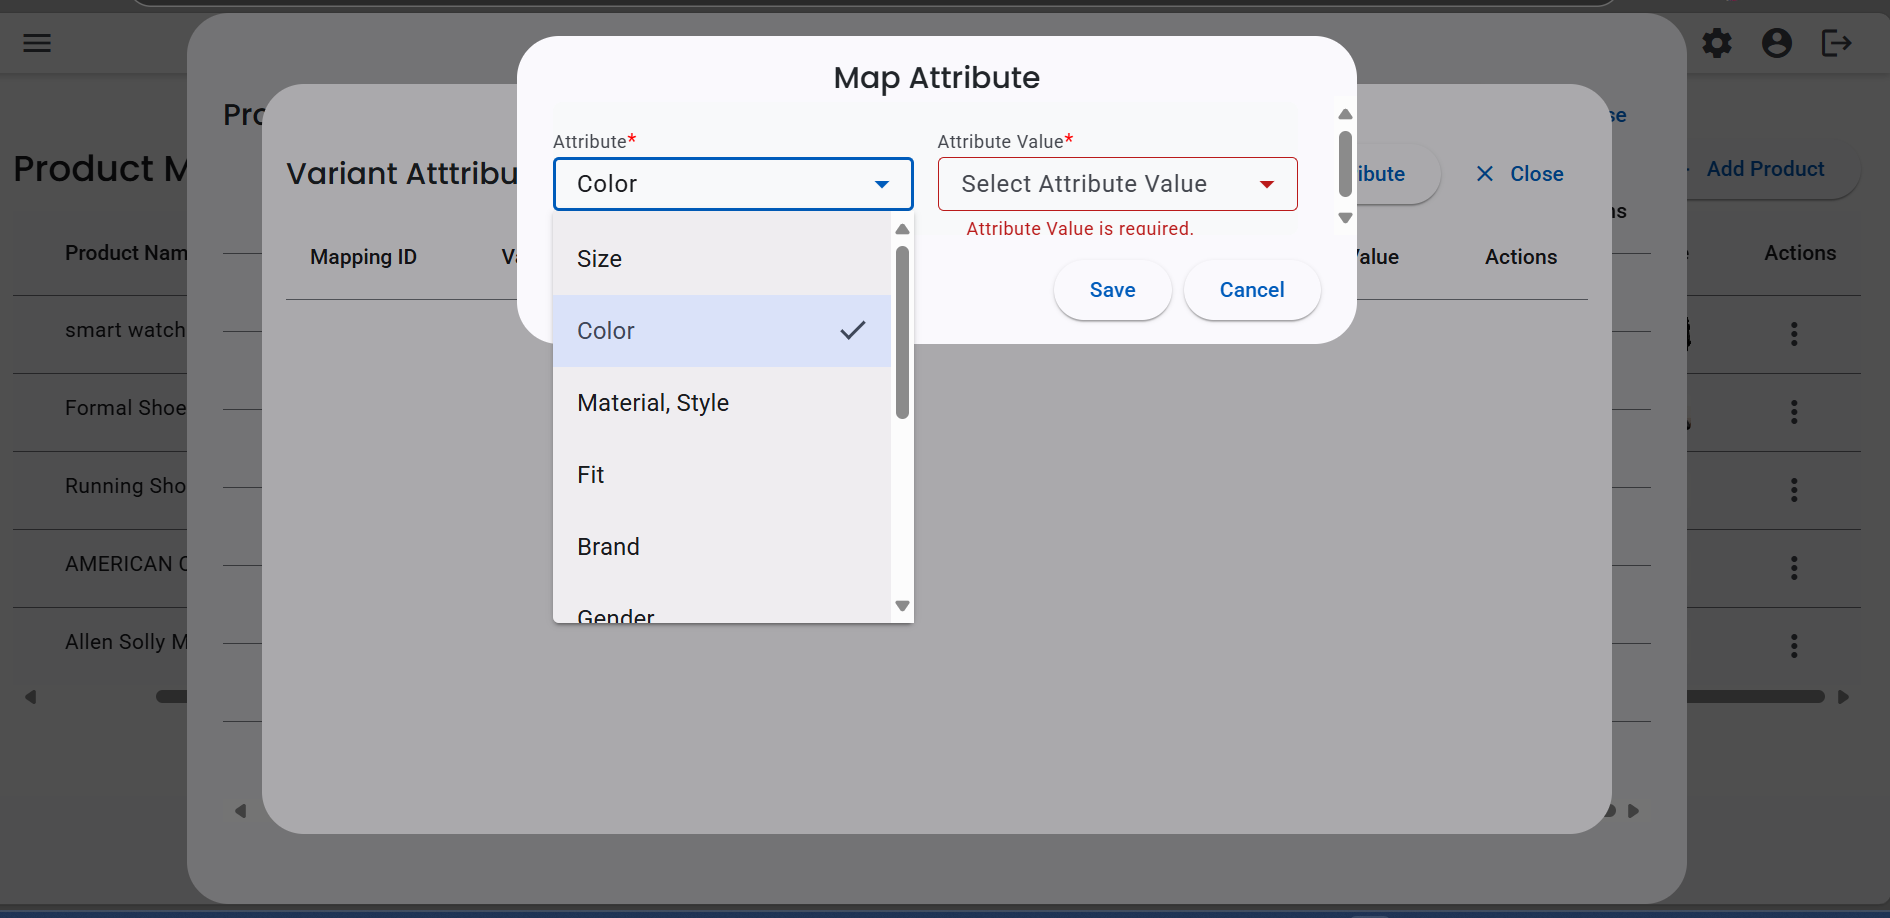 Map Attribute
Attribute*
Attribute Value*
Color
Select Attribute Value
Attribute Value is required.
Size
Color
Material, Style
Fit
Brand
Gender
Save
Cancel
Variant Atttribu
ibute
Close
Mapping ID
Va
alue
Actions
Pro
se
ns
Product M
Add Product
Product Nam
Actions
smart watch
Formal Shoe
Running Sho
AMERICAN
Allen Solly M